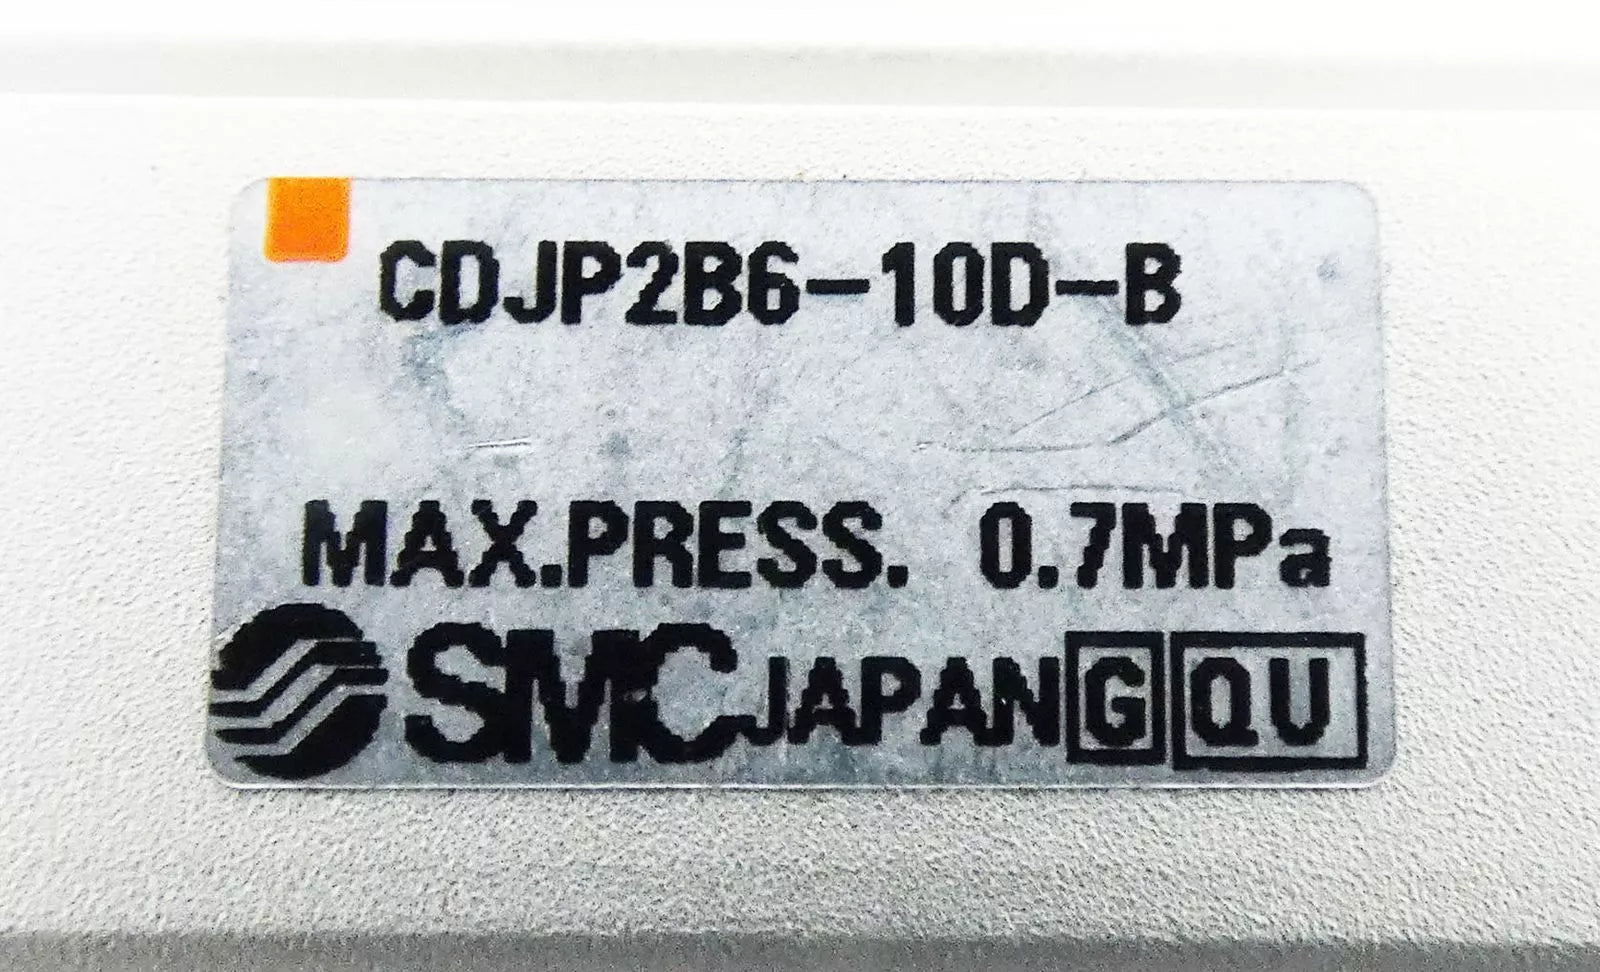 CDJP2B6-10D-B
MAX.PRESS. 0.7MPa
SMC JAPAN G QU